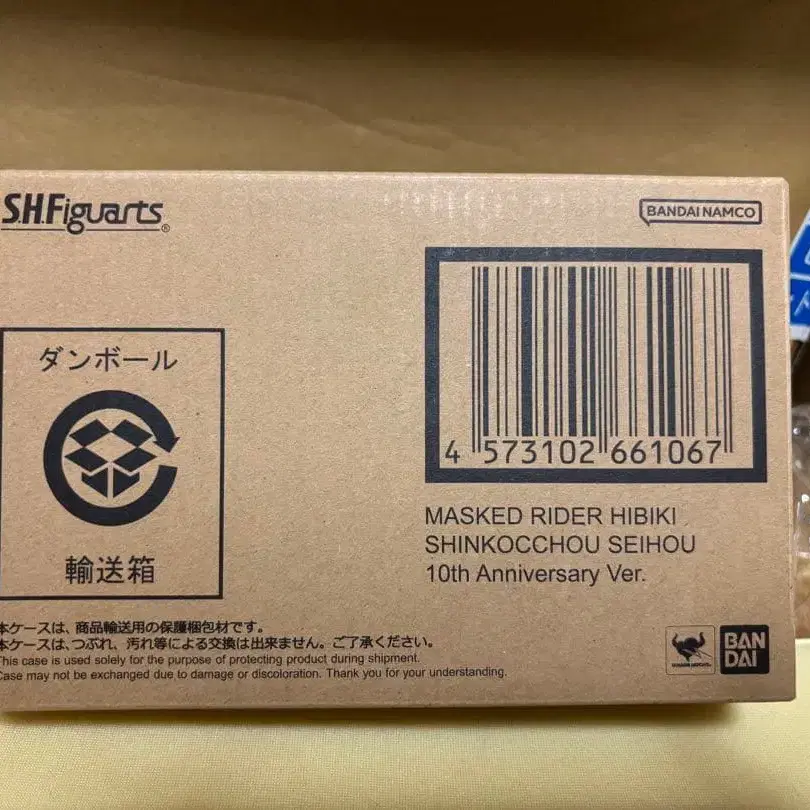 S.H.Figuarts®
BANDAI NAMCO
ダンボール
輸送箱
4 573102 661067
MASKED RIDER HIBIKI
SHINKOCCHOU SEIHOU
10th Anniversary Ver.
本ケースは、商品輸送用の保護梱包材です。
本ケースは、つぶれ、汚れ等による交換は出来ません。ご了承ください。
This case is used solely for the purpose of protecting product during shipment.
Case may not be exchanged due to damage or discoloration. Thank you for your understanding.
BAN
DAI